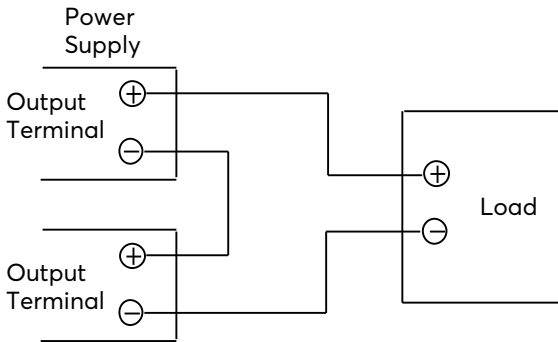 Power
Supply
Output
Terminal
+
−
Output
Terminal
+
−
+
−
Load